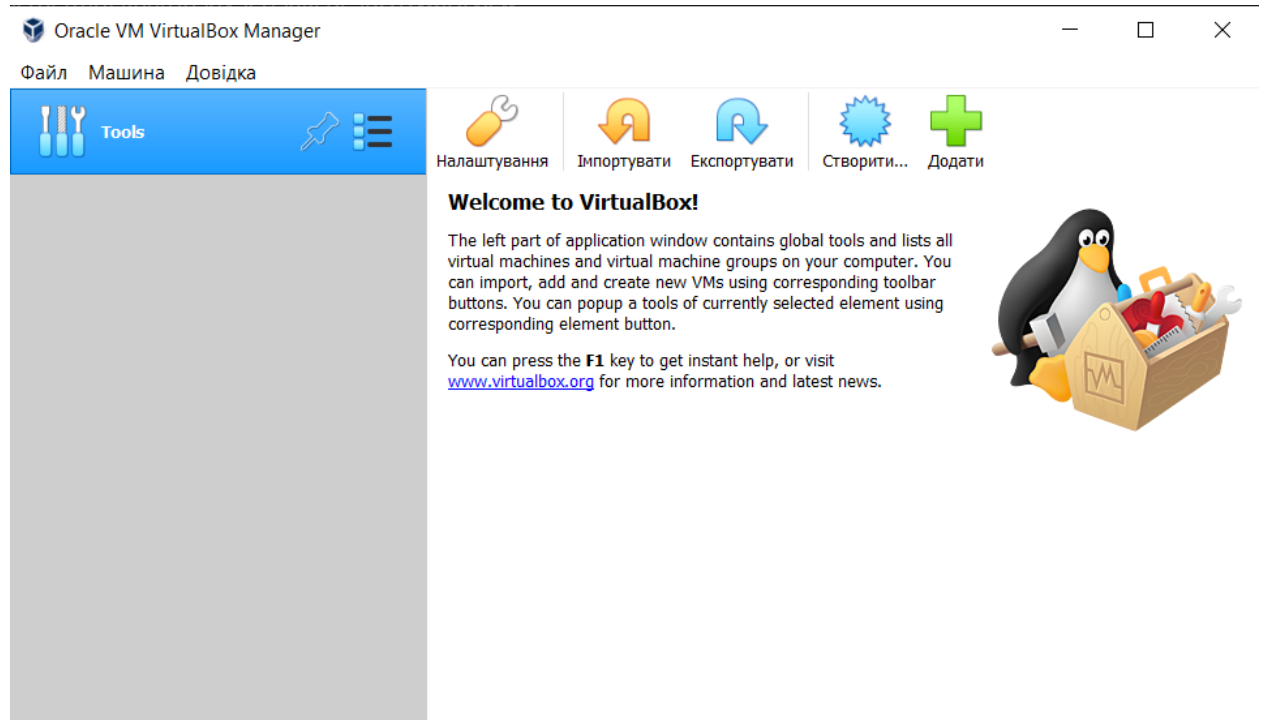 Oracle VM VirtualBox Manager
Файл Машина Довідка
Tools
Налаштування Імпортувати Експортувати Створити... Додати
Welcome to VirtualBox!
The left part of application window contains global tools and lists all
virtual machines and virtual machine groups on your computer. You
can import, add and create new VMs using corresponding toolbar
buttons. You can popup a tools of currently selected element using
corresponding element button.
You can press the F1 key to get instant help, or visit
www.virtualbox.org for more information and latest news.